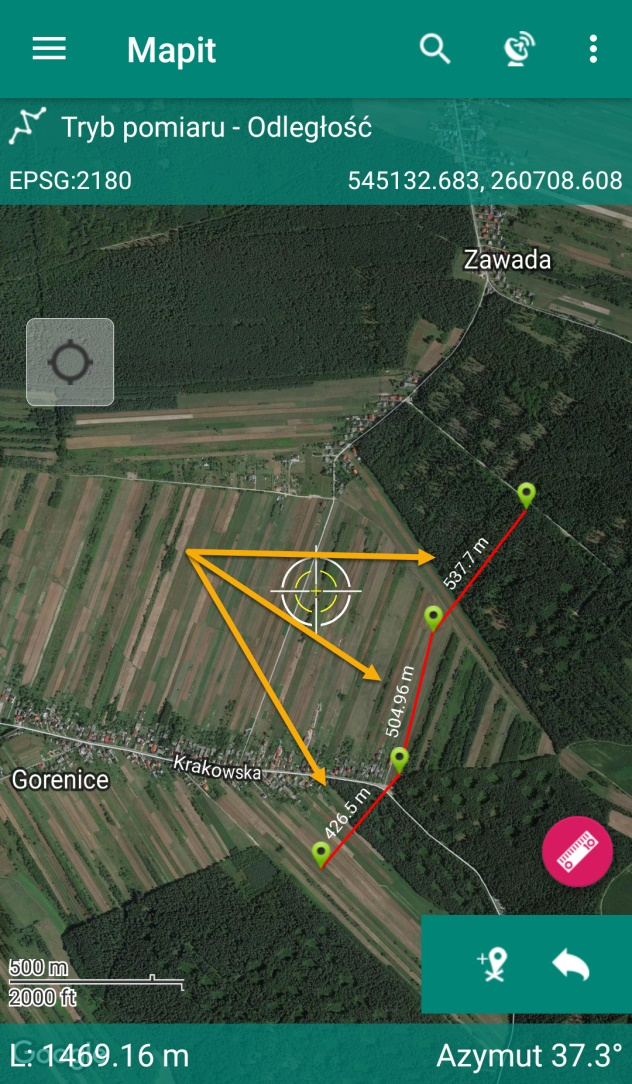 Mapit
Tryb pomiaru - Odległość
EPSG:2180
545132.683, 260708.608
Zawada
537.7 m
504.96 m
Krakowska
Gorenice
426.5 m
500 m
2000 ft
Google
L: 1469.16 m
Azymut 37.3°